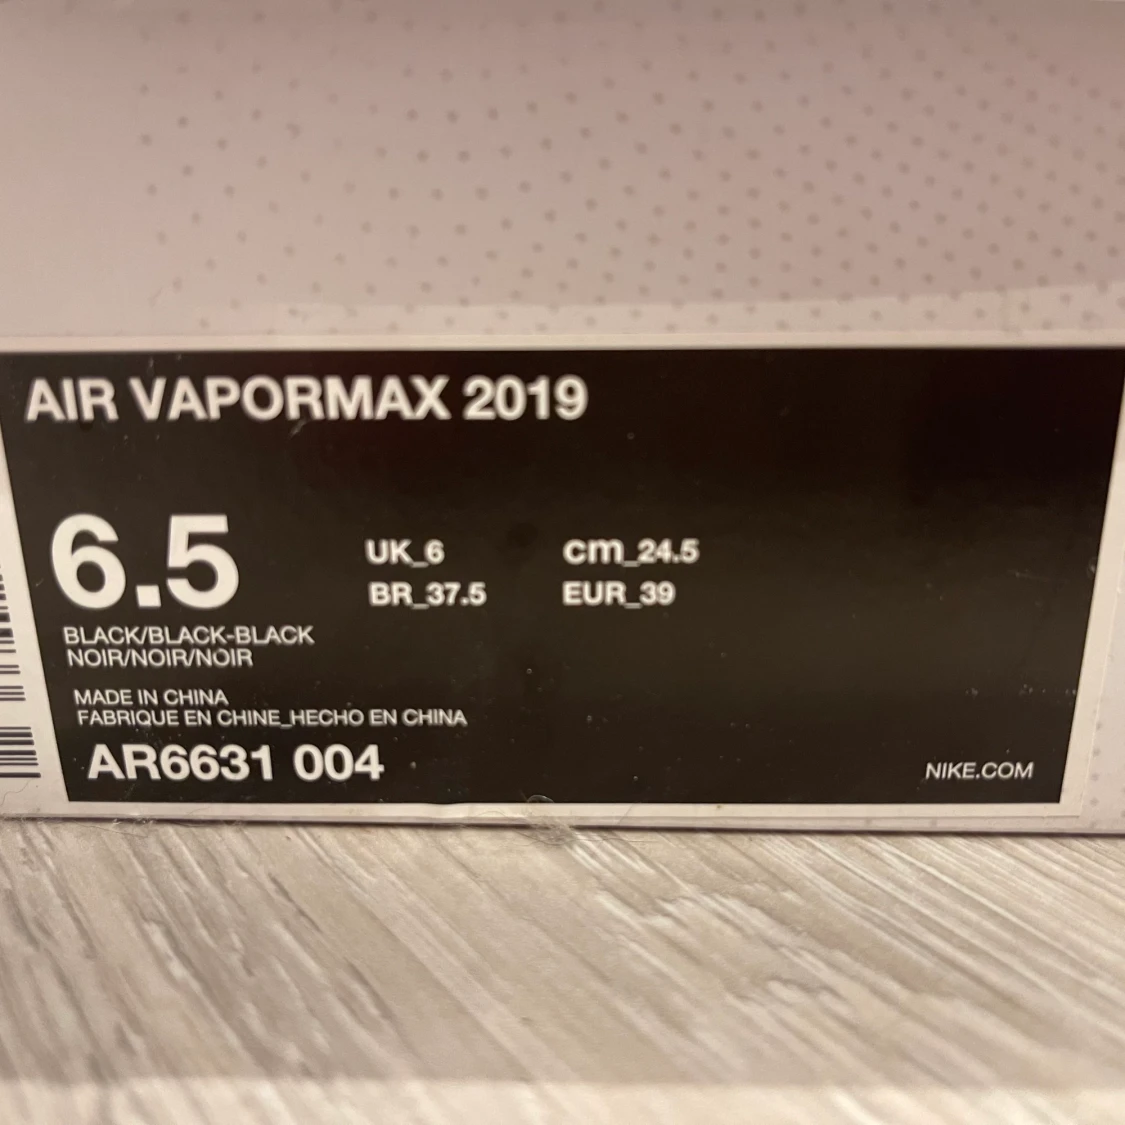 AIR VAPORMAX 2019
6.5
UK_6 cm_24.5
BR_37.5 EUR_39
BLACK/BLACK-BLACK
NOIR/NOIR/NOIR
MADE IN CHINA
FABRIQUE EN CHINE_HECHO EN CHINA
AR6631 004
NIKE.COM